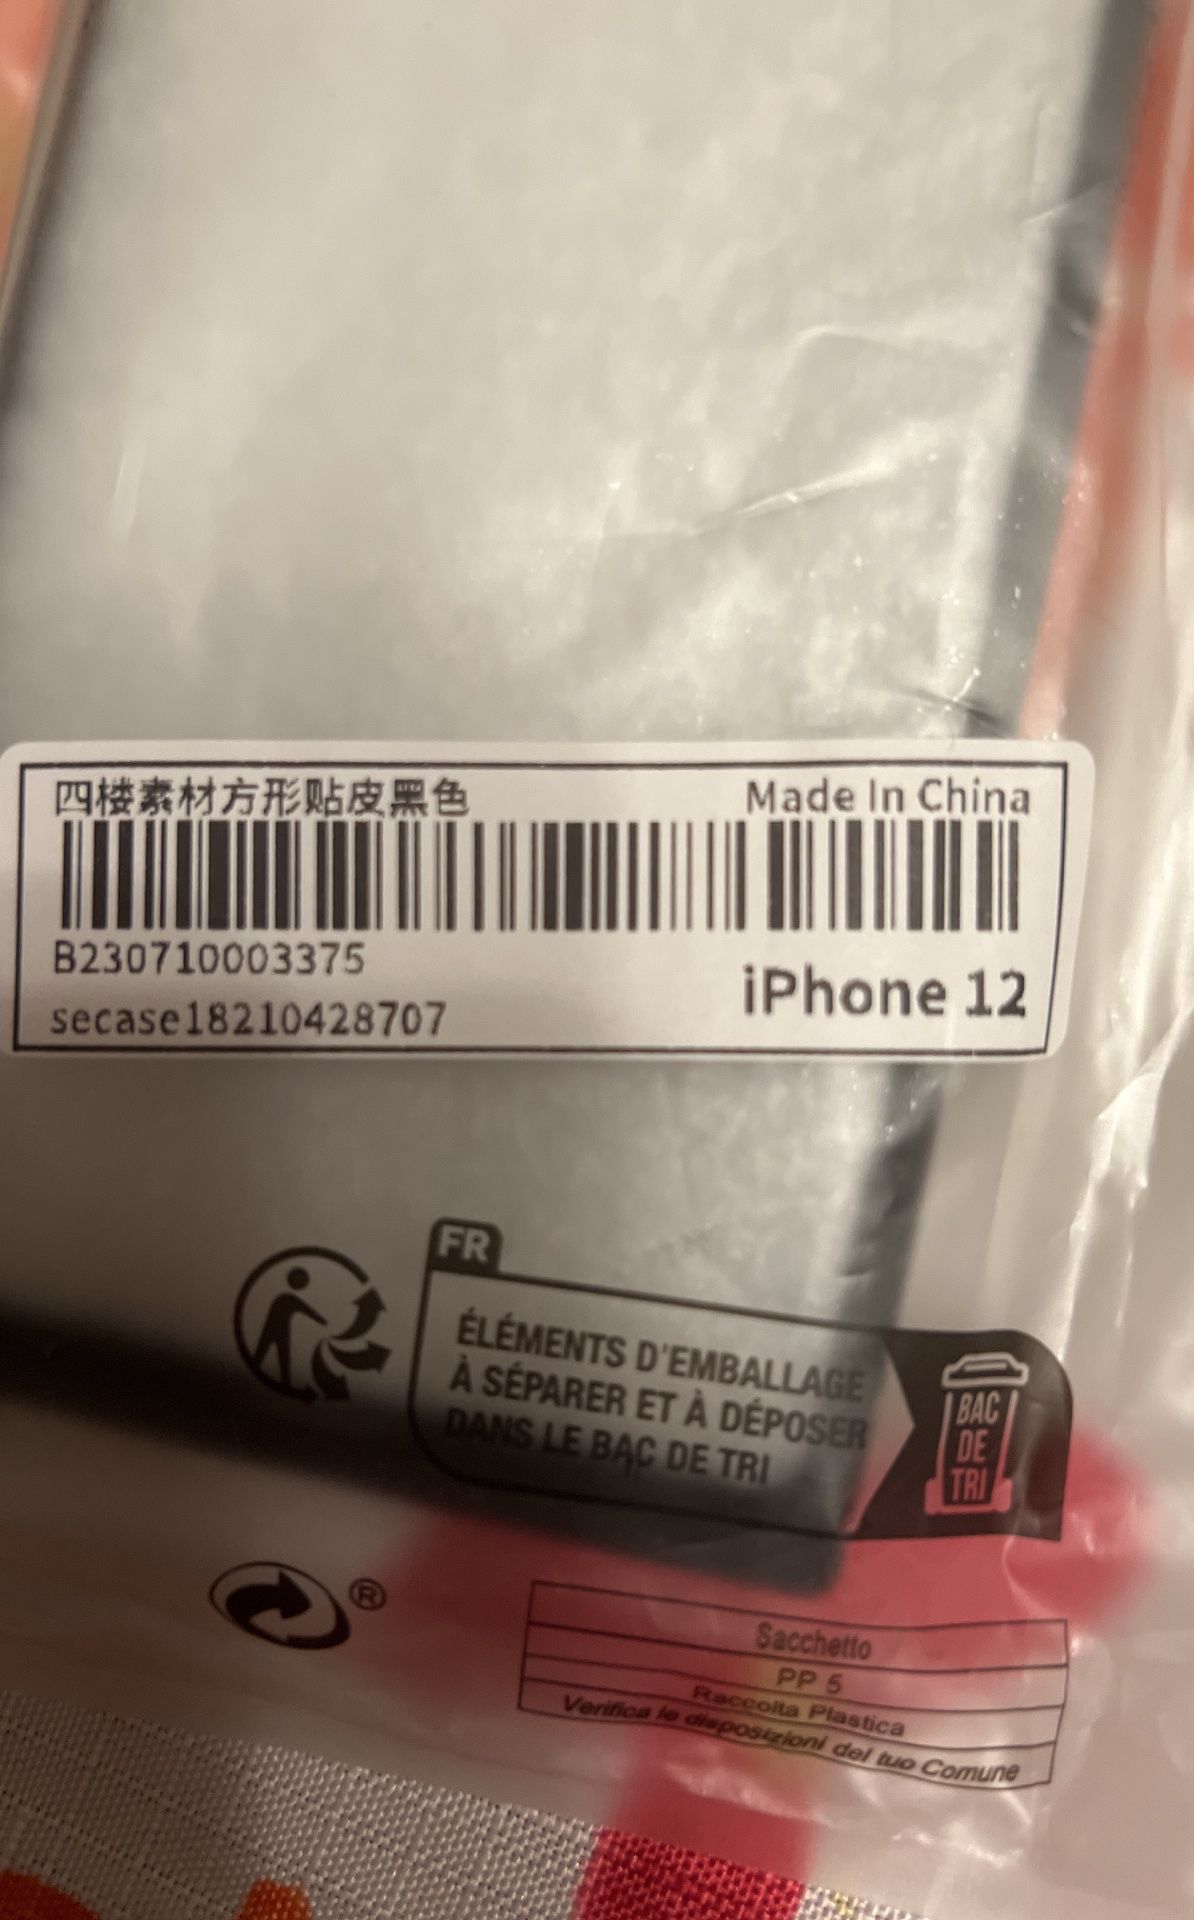 四楼素材方形贴皮黑色
Made In China
B230710003375
secase18210428707
iPhone 12
FR
ÉLÉMENTS D'EMBALLAGE
À SÉPARER ET À DÉPOSER
DANS LE BAC DE TRI
BAC
DE
TRI
®
Sacchetto
PP 5
Raccolta Plastica
Verifica le disposizioni del tuo Comune